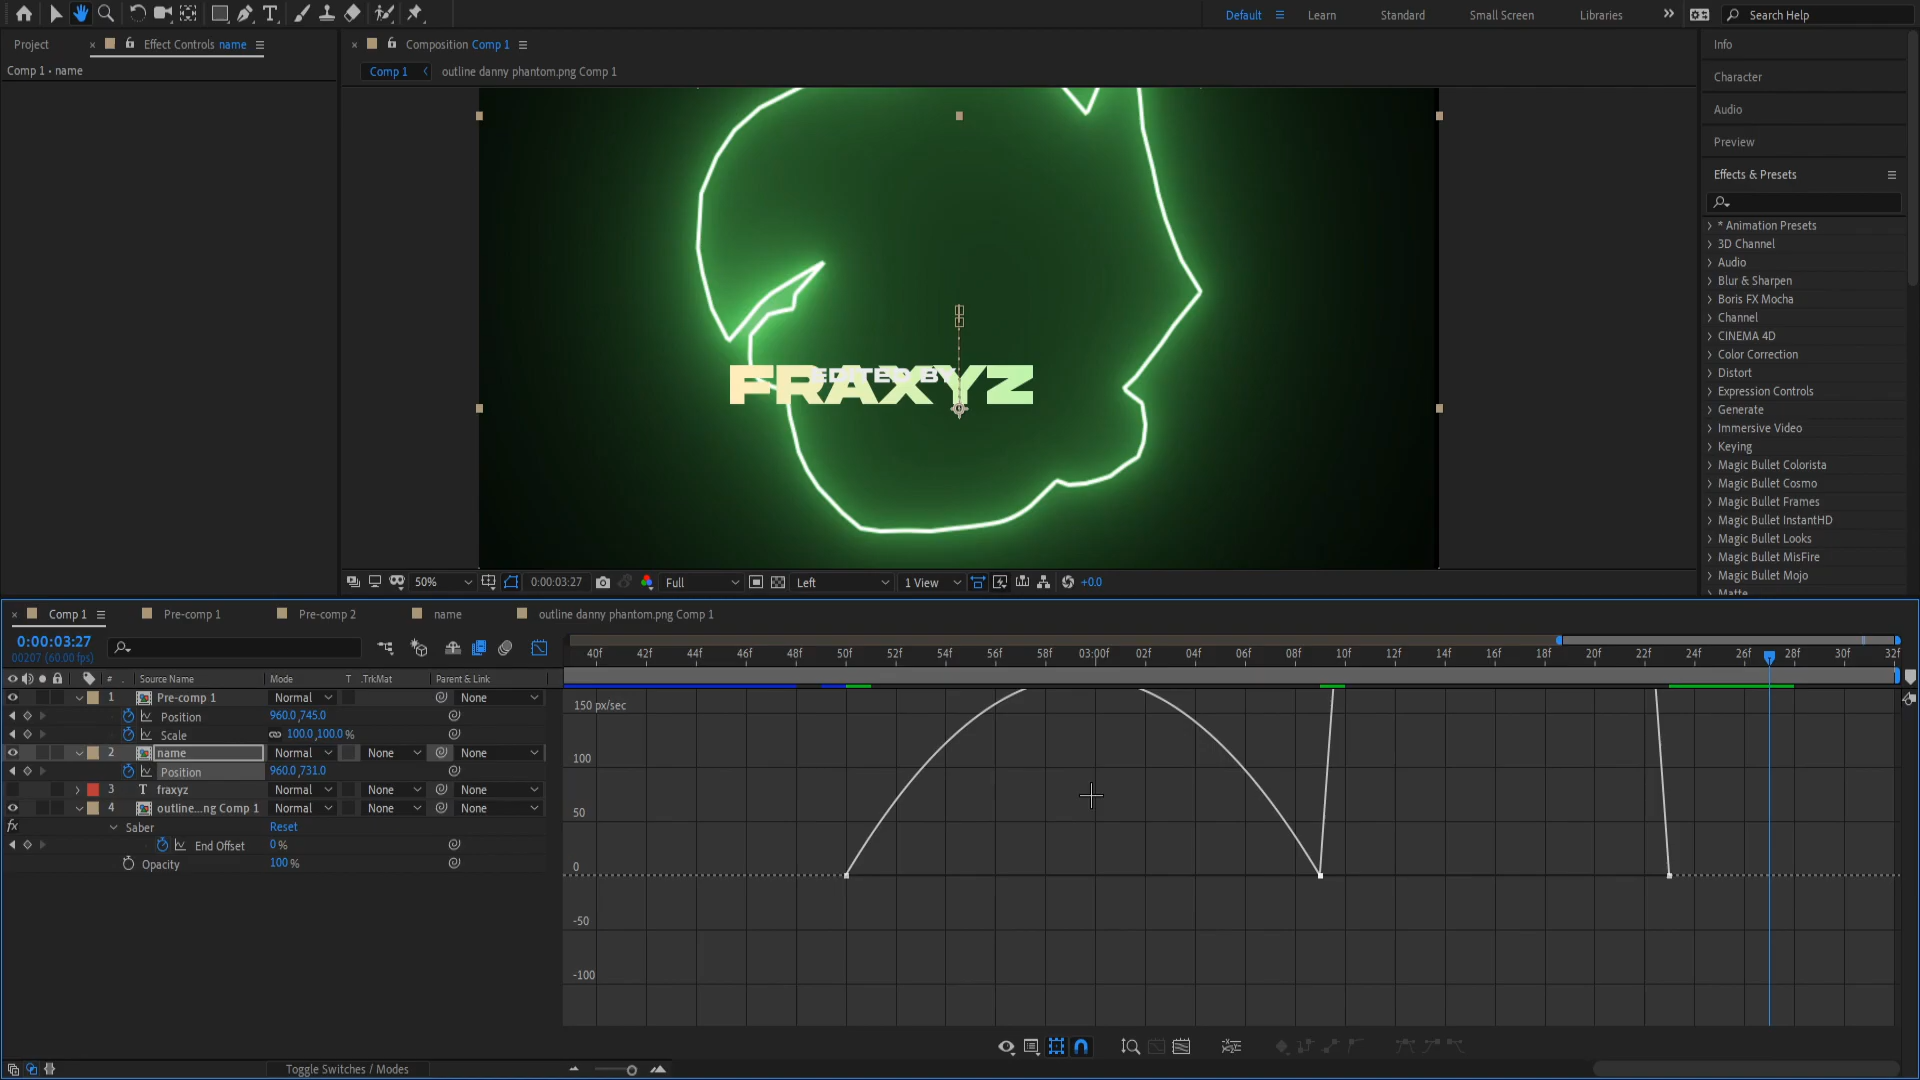 Default
Learn
Standard
Small Screen
Libraries
Search Help
Project
Effect Controls name
Composition Comp 1
Info
Comp 1 • name
Comp 1
outline danny phantom.png Comp 1
Character
Audio
Preview
Effects & Presets
* Animation Presets
3D Channel
Audio
Blur & Sharpen
Boris FX Mocha
Channel
CINEMA 4D
Color Correction
Distort
Expression Controls
Generate
Immersive Video
Keying
Magic Bullet Colorista
Magic Bullet Cosmo
Magic Bullet Frames
Magic Bullet InstantHD
Magic Bullet Looks
Magic Bullet MisFire
Magic Bullet Mojo
Matte
EDITED BY
FRAXYZ
50%
0:00:03:27
Full
Left
1 View
+0.0
Comp 1
Pre-comp 1
Pre-comp 2
name
outline danny phantom.png Comp 1
0:00:03:27
00207 (60.00 fps)
40f 42f 44f 46f 48f 50f 52f 54f 56f 58f 03:00f 02f 04f 06f 08f 10f 12f 14f 16f 18f 20f 22f 24f 26f 28f 30f 32f
# Source Name Mode T .TrkMat Parent & Link
1 Pre-comp 1 Normal None
Position 960.0,745.0
Scale 100.0,100.0 %
2 name Normal None None
Position 960.0,731.0
3 T fraxyz Normal None None
4 outline...ng Comp 1 Normal None None
fx Saber Reset
End Offset 0 %
Opacity 100 %
150 px/sec
100
50
0
-50
-100
Toggle Switches / Modes